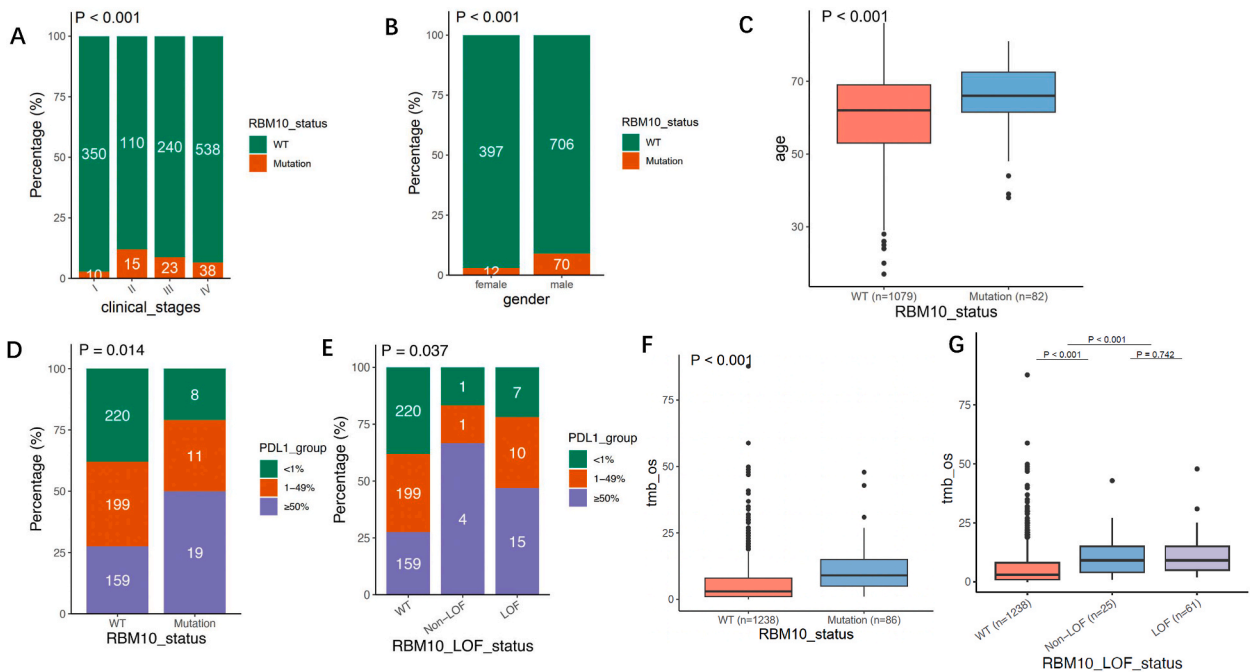 A
P < 0.001
Percentage (%)
100
75
50
25
0
350
110
240
538
10
15
23
38
I
II
III
IV
clinical_stages
RBM10_status
WT
Mutation
B
P < 0.001
Percentage (%)
100
75
50
25
0
397
706
12
70
female
male
gender
RBM10_status
WT
Mutation
C
P < 0.001
age
70
50
30
WT (n=1079)
Mutation (n=82)
RBM10_status
D
P = 0.014
Percentage (%)
100
75
50
25
0
220
8
199
11
159
19
WT
Mutation
RBM10_status
PDL1_group
<1%
1–49%
≥50%
E
P = 0.037
Percentage (%)
100
75
50
25
0
220
1
7
199
1
10
159
4
15
WT
Non–LOF
LOF
RBM10_LOF_status
PDL1_group
<1%
1–49%
≥50%
F
P < 0.001
tmb_os
75
50
25
0
WT (n=1238)
Mutation (n=86)
RBM10_status
G
P < 0.001
P < 0.001
P = 0.742
tmb_os
75
50
25
0
WT (n=1238)
Non–LOF (n=25)
LOF (n=61)
RBM10_LOF_status